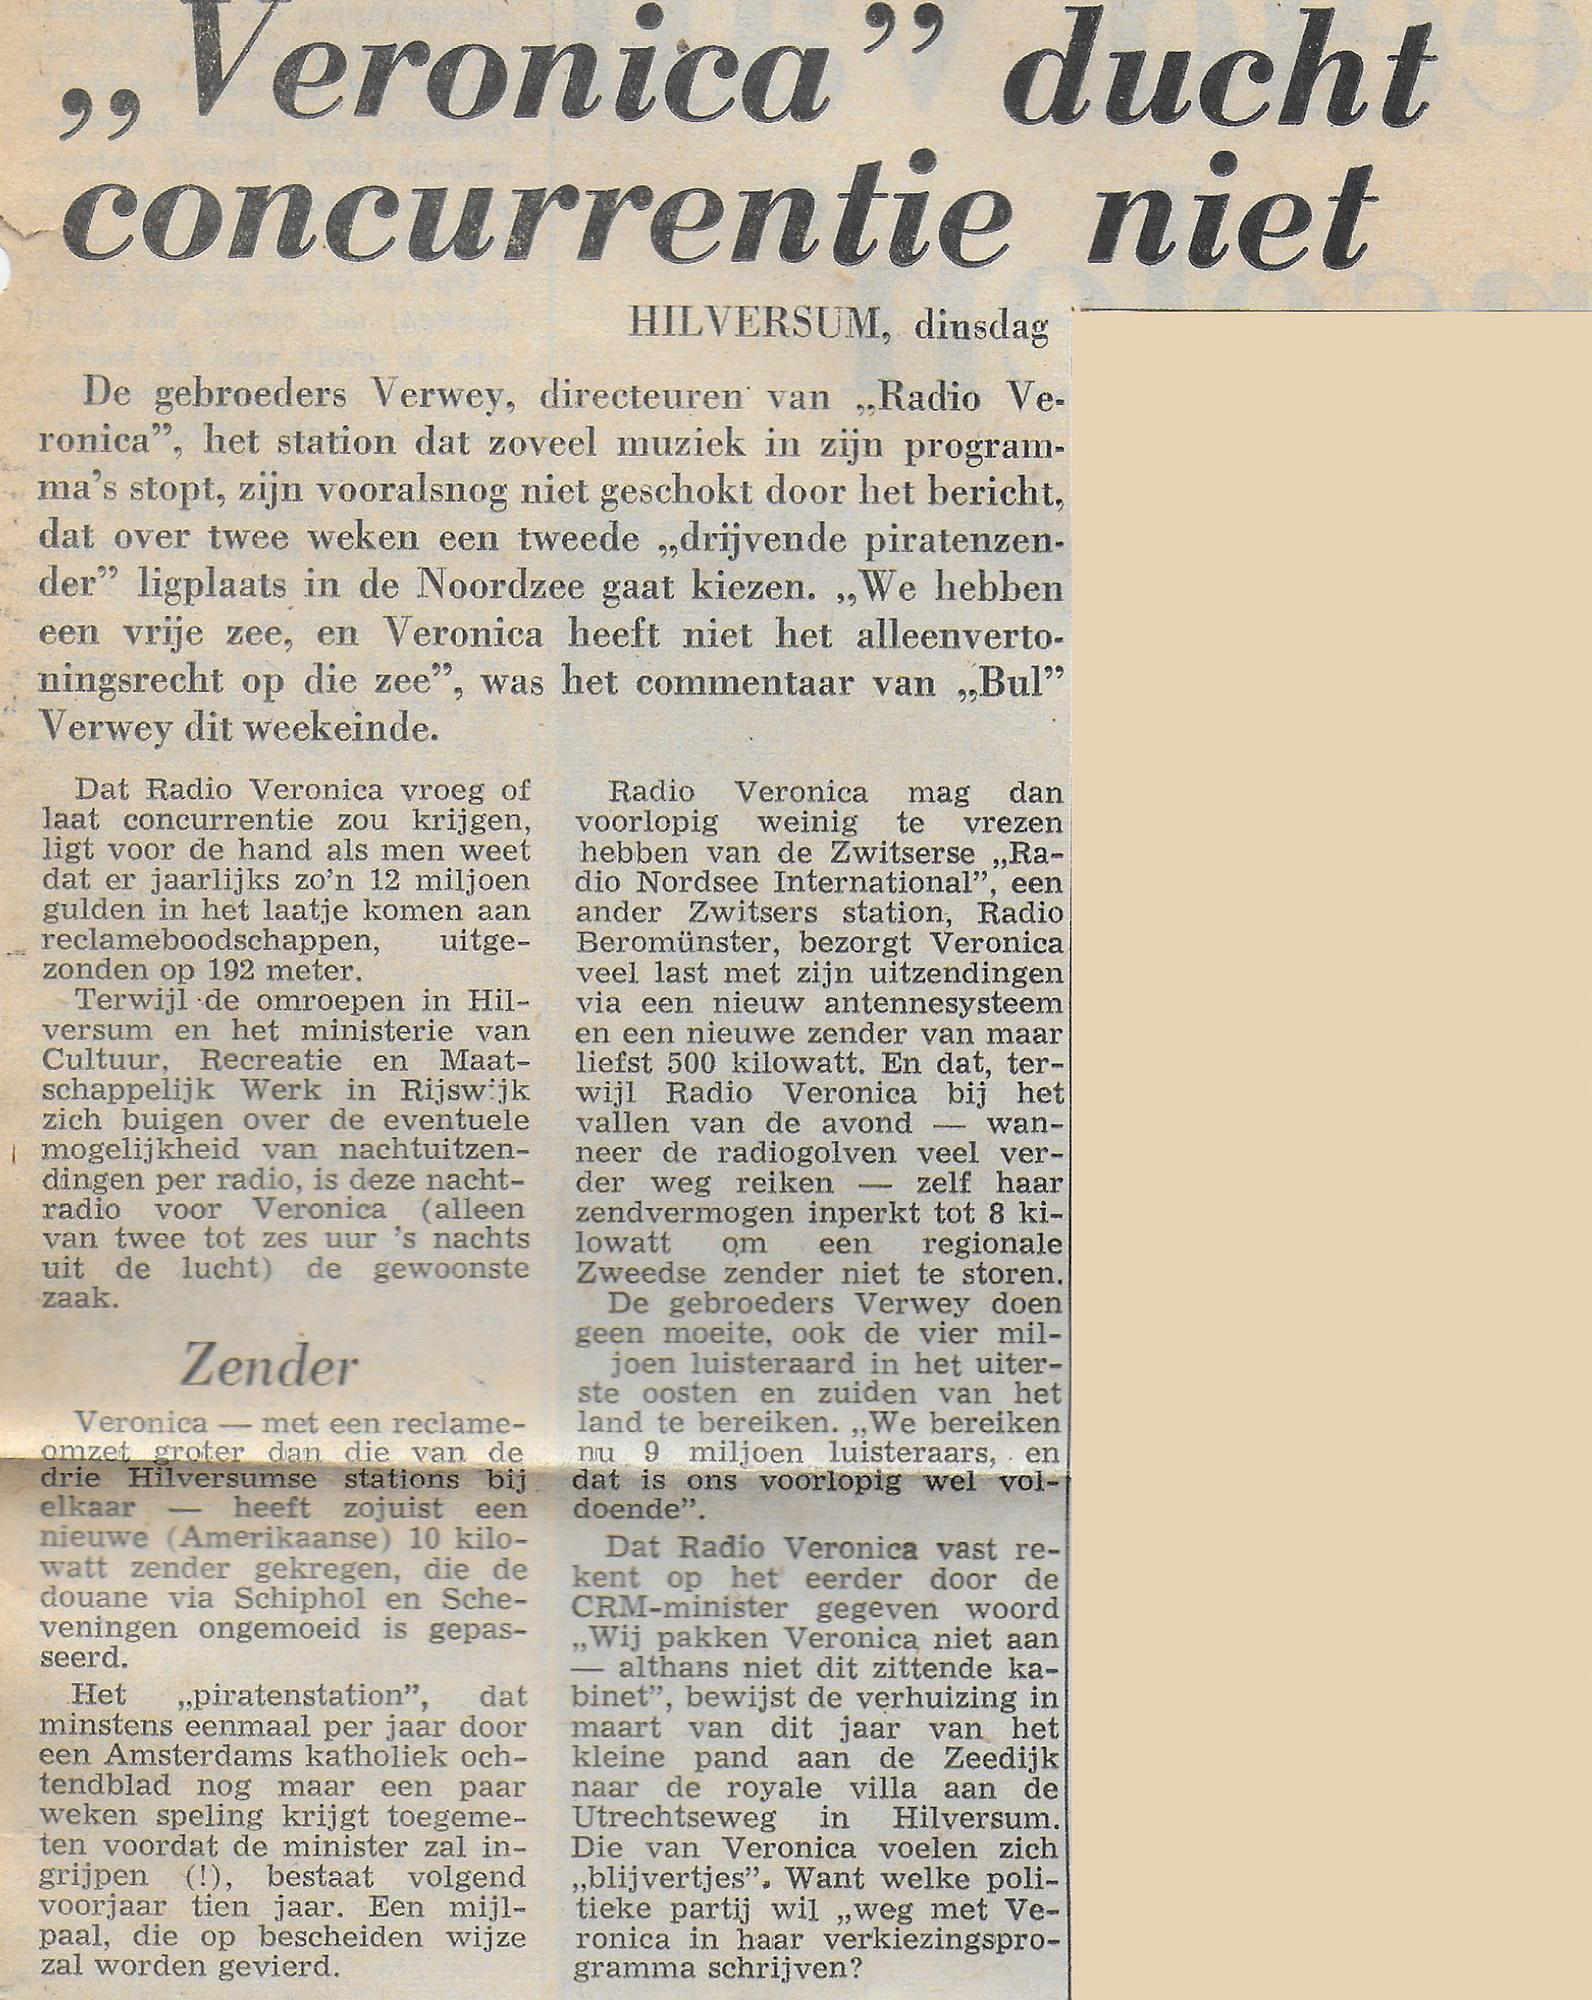 „Veronica” ducht
concurrentie niet
HILVERSUM, dinsdag
De gebroeders Verwey, directeuren van „Radio Ve-
ronica”, het station dat zoveel muziek in zijn program-
ma’s stopt, zijn vooralsnog niet geschokt door het bericht,
dat over twee weken een tweede „drijvende piratenzen-
der” ligplaats in de Noordzee gaat kiezen. „We hebben
een vrije zee, en Veronica heeft niet het alleenverto-
ningsrecht op die zee”, was het commentaar van „Bul”
Verwey dit weekeinde.
Dat Radio Veronica vroeg of
laat concurrentie zou krijgen,
ligt voor de hand als men weet
dat er jaarlijks zo’n 12 miljoen
gulden in het laatje komen aan
reclameboodschappen, uitge-
zonden op 192 meter.
Terwijl de omroepen in Hil-
versum en het ministerie van
Cultuur, Recreatie en Maat-
schappelijk Werk in Rijswijk
zich buigen over de eventuele
mogelijkheid van nachtuitzen-
dingen per radio, is deze nacht-
radio voor Veronica (alleen
van twee tot zes uur ’s nachts
uit de lucht) de gewoonste
zaak.
Zender
Veronica — met een reclame-
omzet groter dan die van de
drie Hilversumse stations bij
elkaar — heeft zojuist een
nieuwe (Amerikaanse) 10 kilo-
watt zender gekregen, die de
douane via Schiphol en Sche-
veningen ongemoeid is gepas-
seerd.
Het „piratenstation”, dat
minstens eenmaal per jaar door
een Amsterdams katholiek och-
tendblad nog maar een paar
weken speling krijgt toegeme-
ten voordat de minister zal in-
grijpen (!), bestaat volgend
voorjaar tien jaar. Een mijl-
paal, die op bescheiden wijze
zal worden gevierd.
Radio Veronica mag dan
voorlopig weinig te vrezen
hebben van de Zwitserse „Ra-
dio Nordsee International”, een
ander Zwitsers station, Radio
Beromünster, bezorgt Veronica
veel last met zijn uitzendingen
via een nieuw antennesysteem
en een nieuwe zender van maar
liefst 500 kilowatt. En dat, ter-
wijl Radio Veronica bij het
vallen van de avond — wan-
neer de radiogolven veel ver-
der weg reiken — zelf haar
zendvermogen inperkt tot 8 ki-
lowatt om een regionale
Zweedse zender niet te storen.
De gebroeders Verwey doen
geen moeite, ook de vier mil-
joen luisteraard in het uiter-
ste oosten en zuiden van het
land te bereiken. „We bereiken
nu 9 miljoen luisteraars, en
dat is ons voorlopig wel vol-
doende”.
Dat Radio Veronica vast re-
kent op het eerder door de
CRM-minister gegeven woord
„Wij pakken Veronica niet aan
— althans niet dit zittende ka-
binet”, bewijst de verhuizing in
maart van dit jaar van het
kleine pand aan de Zeedijk
naar de royale villa aan de
Utrechtseweg in Hilversum.
Die van Veronica voelen zich
„blijvertjes”. Want welke poli-
tieke partij wil „weg met Ve-
ronica in haar verkiezingspro-
gramma schrijven?